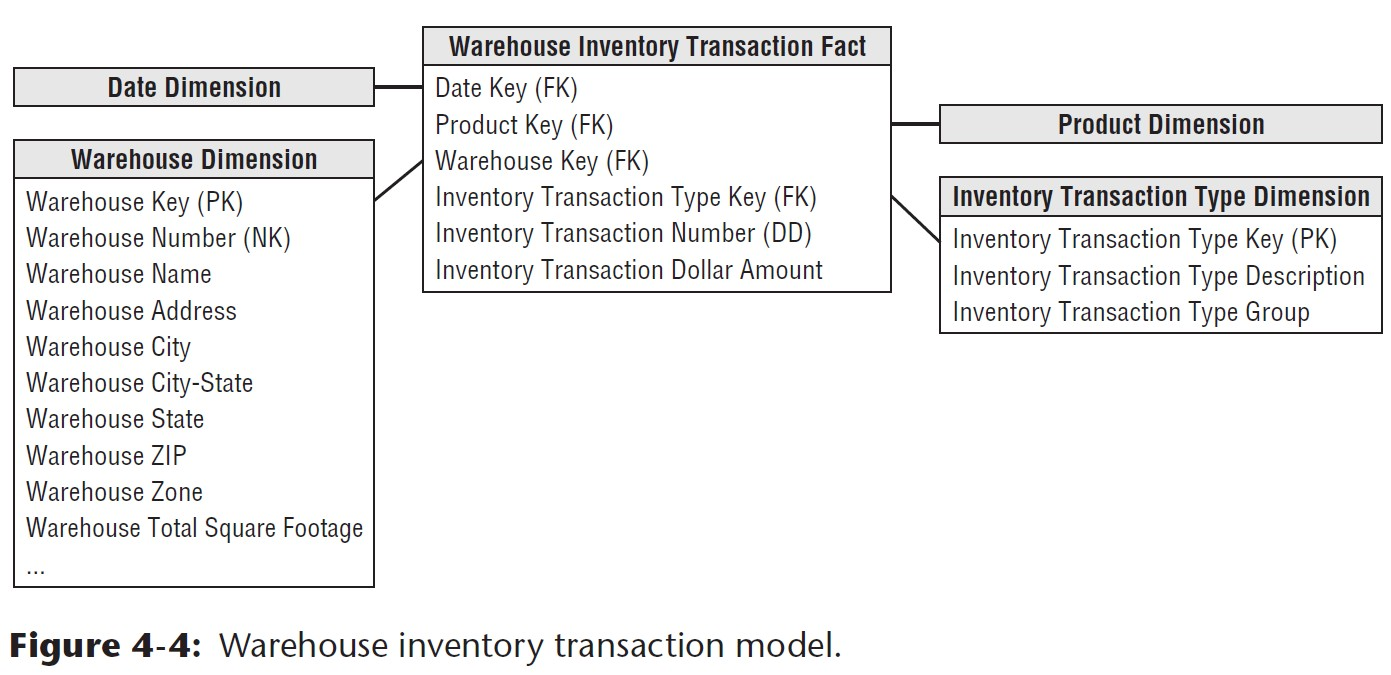 Date Dimension
Warehouse Dimension
Warehouse Key (PK)
Warehouse Number (NK)
Warehouse Name
Warehouse Address
Warehouse City
Warehouse City-State
Warehouse State
Warehouse ZIP
Warehouse Zone
Warehouse Total Square Footage
...
Warehouse Inventory Transaction Fact
Date Key (FK)
Product Key (FK)
Warehouse Key (FK)
Inventory Transaction Type Key (FK)
Inventory Transaction Number (DD)
Inventory Transaction Dollar Amount
Product Dimension
Inventory Transaction Type Dimension
Inventory Transaction Type Key (PK)
Inventory Transaction Type Description
Inventory Transaction Type Group
Figure 4-4: Warehouse inventory transaction model.